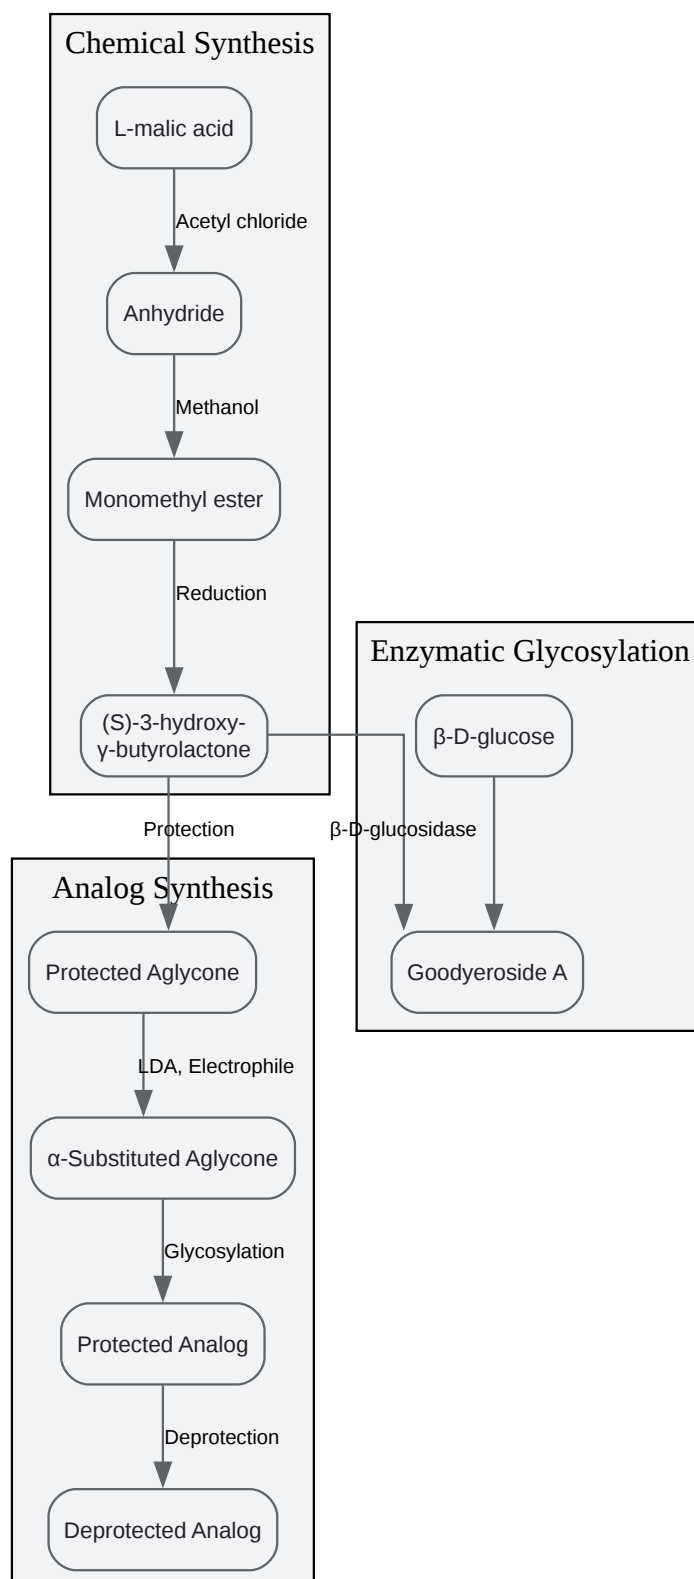 Chemical Synthesis
L-malic acid
Acetyl chloride
Anhydride
Methanol
Monomethyl ester
Reduction
(S)-3-hydroxy-
γ-butyrolactone
Enzymatic Glycosylation
β-D-glucose
β-D-glucosidase
Goodyeroside A
Protection
Analog Synthesis
Protected Aglycone
LDA, Electrophile
α-Substituted Aglycone
Glycosylation
Protected Analog
Deprotection
Deprotected Analog